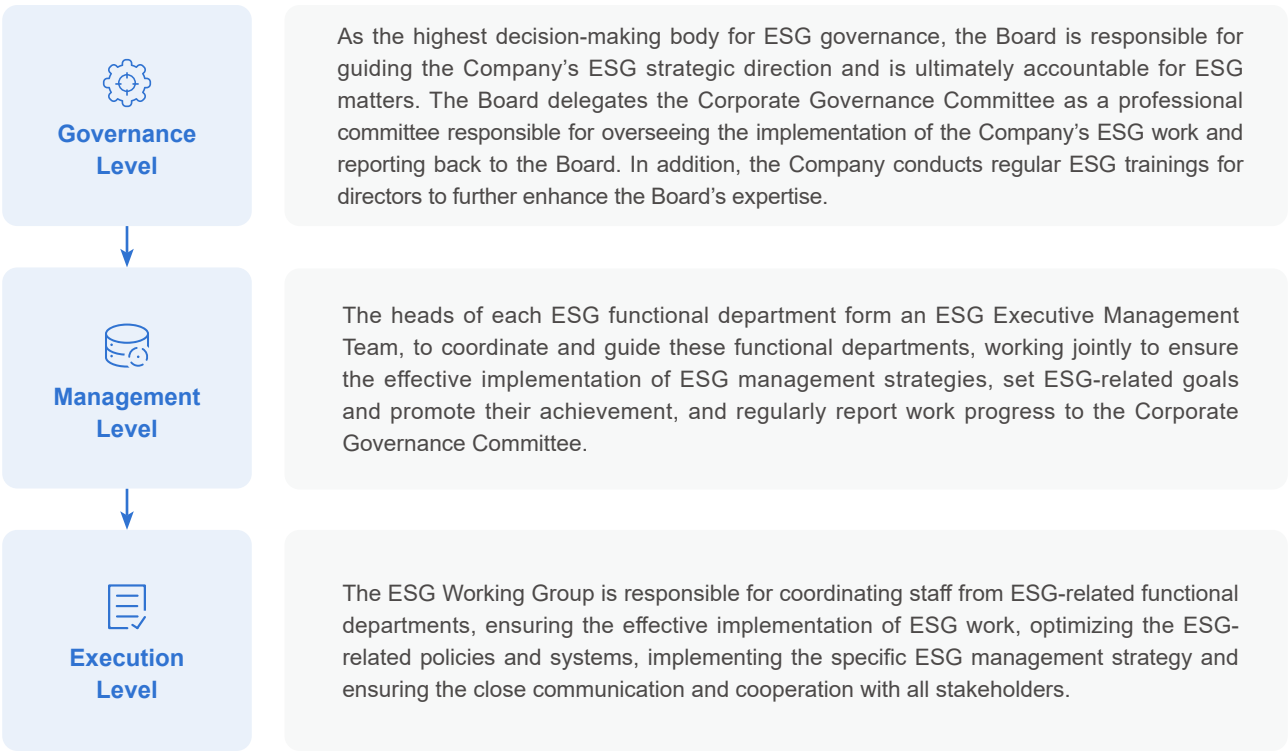 Governance
Level
As the highest decision-making body for ESG governance, the Board is responsible for
guiding the Company’s ESG strategic direction and is ultimately accountable for ESG
matters. The Board delegates the Corporate Governance Committee as a professional
committee responsible for overseeing the implementation of the Company’s ESG work and
reporting back to the Board. In addition, the Company conducts regular ESG trainings for
directors to further enhance the Board’s expertise.
Management
Level
The heads of each ESG functional department form an ESG Executive Management
Team, to coordinate and guide these functional departments, working jointly to ensure
the effective implementation of ESG management strategies, set ESG-related goals
and promote their achievement, and regularly report work progress to the Corporate
Governance Committee.
Execution
Level
The ESG Working Group is responsible for coordinating staff from ESG-related functional
departments, ensuring the effective implementation of ESG work, optimizing the ESG-
related policies and systems, implementing the specific ESG management strategy and
ensuring the close communication and cooperation with all stakeholders.